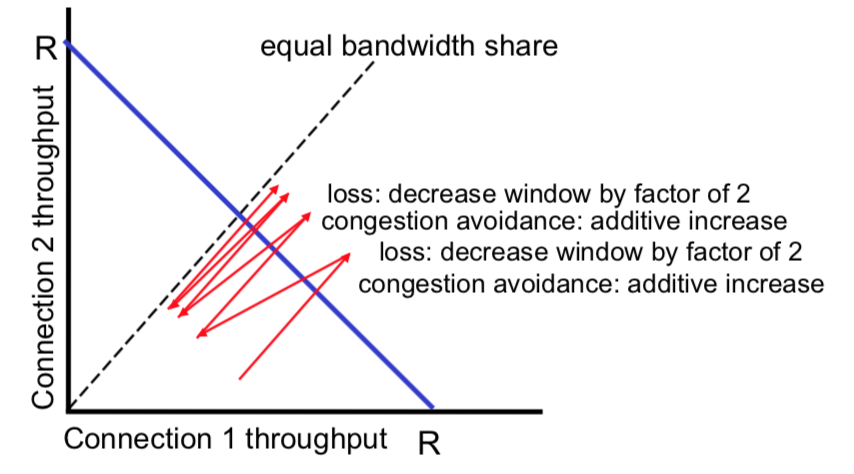 R
equal bandwidth share
Connection 2 throughput
loss: decrease window by factor of 2
congestion avoidance: additive increase
loss: decrease window by factor of 2
congestion avoidance: additive increase
Connection 1 throughput R